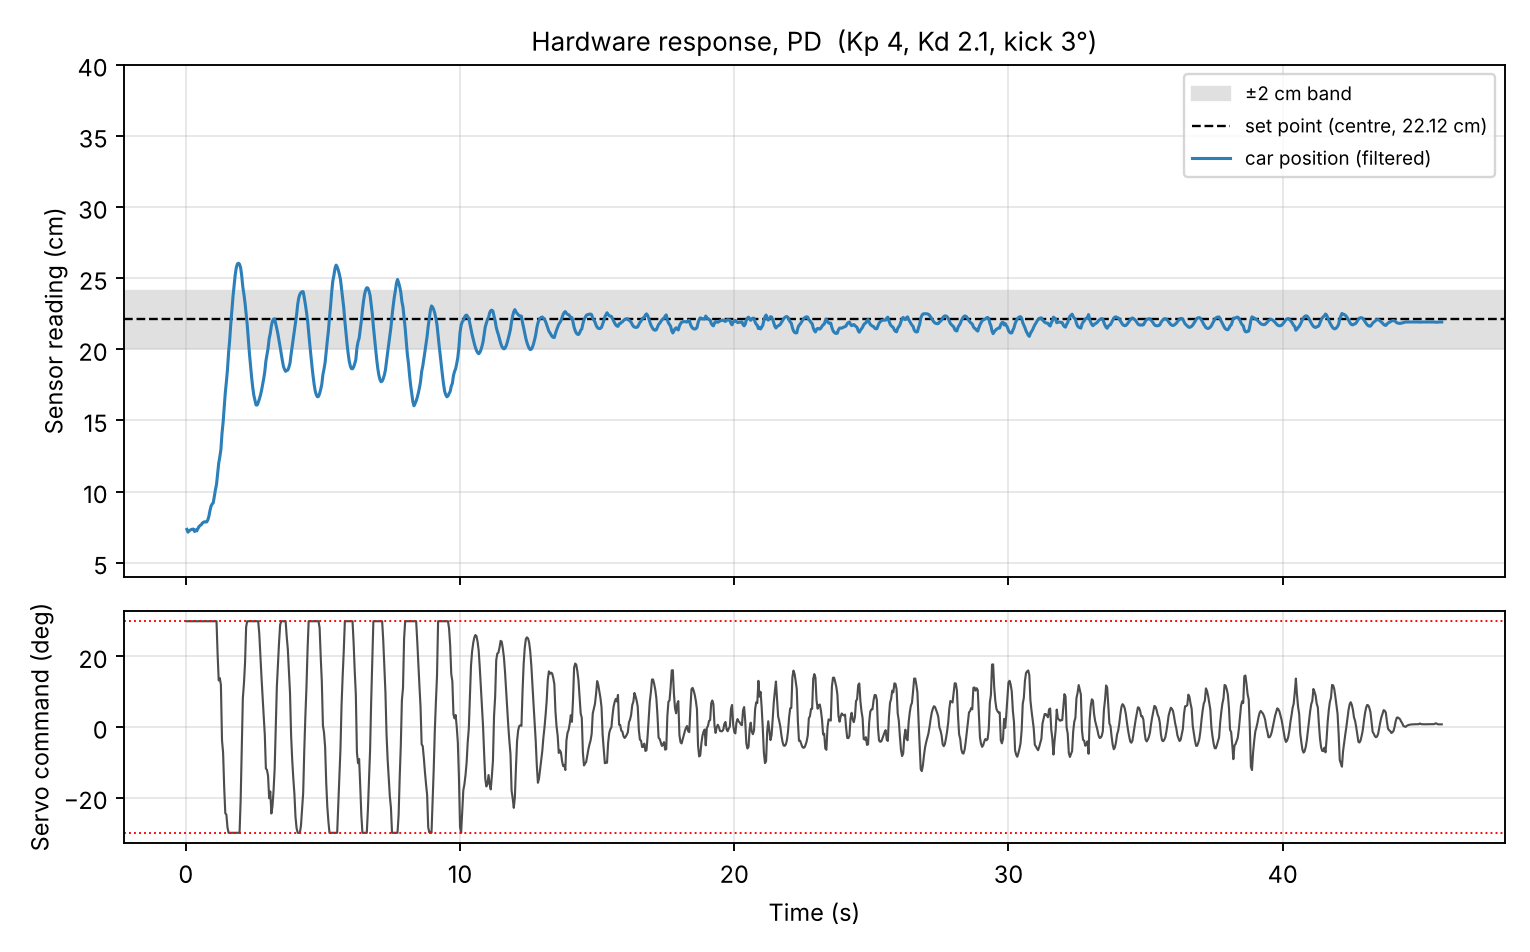 Hardware response, PD (Kp 4, Kd 2.1, kick 3°)
Sensor reading (cm)
40
35
30
25
20
15
10
5
±2 cm band
set point (centre, 22.12 cm)
car position (filtered)
Servo command (deg)
20
0
−20
0
10
20
30
40
Time (s)